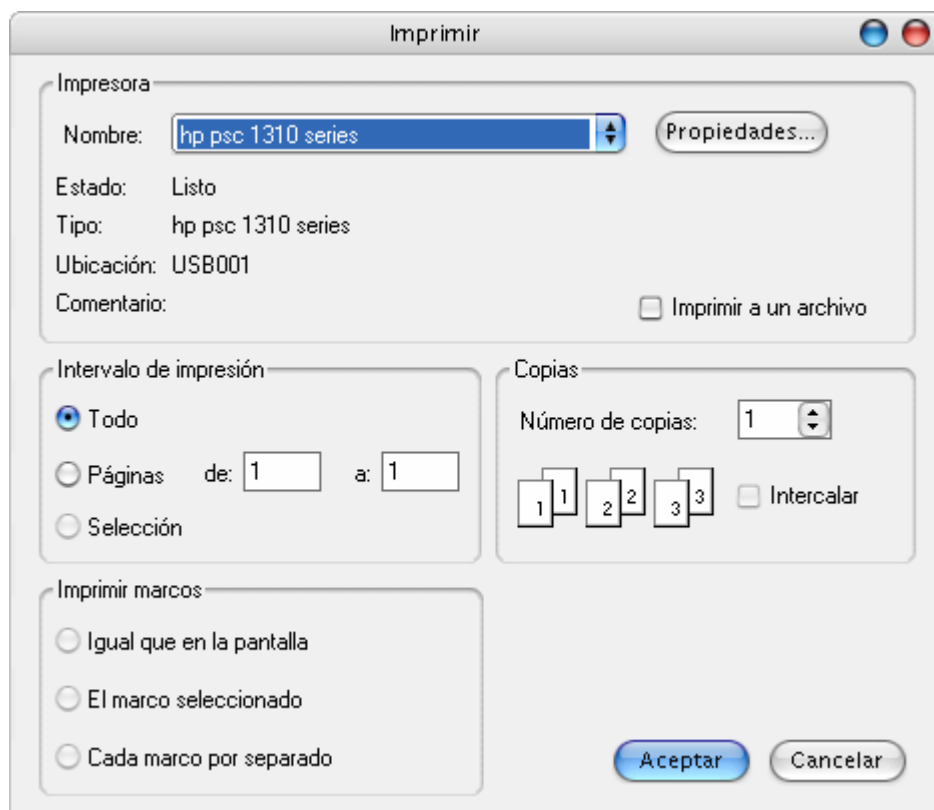 Imprimir
Impresora
Nombre: hp psc 1310 series Propiedades...
Estado: Listo
Tipo: hp psc 1310 series
Ubicación: USB001
Comentario:
Imprimir a un archivo
Intervalo de impresión
Todo
Páginas de: 1 a: 1
Selección
Copias
Número de copias: 1
1 1 2 2 3 3 Intercalar
Imprimir marcos
Igual que en la pantalla
El marco seleccionado
Cada marco por separado
Aceptar Cancelar